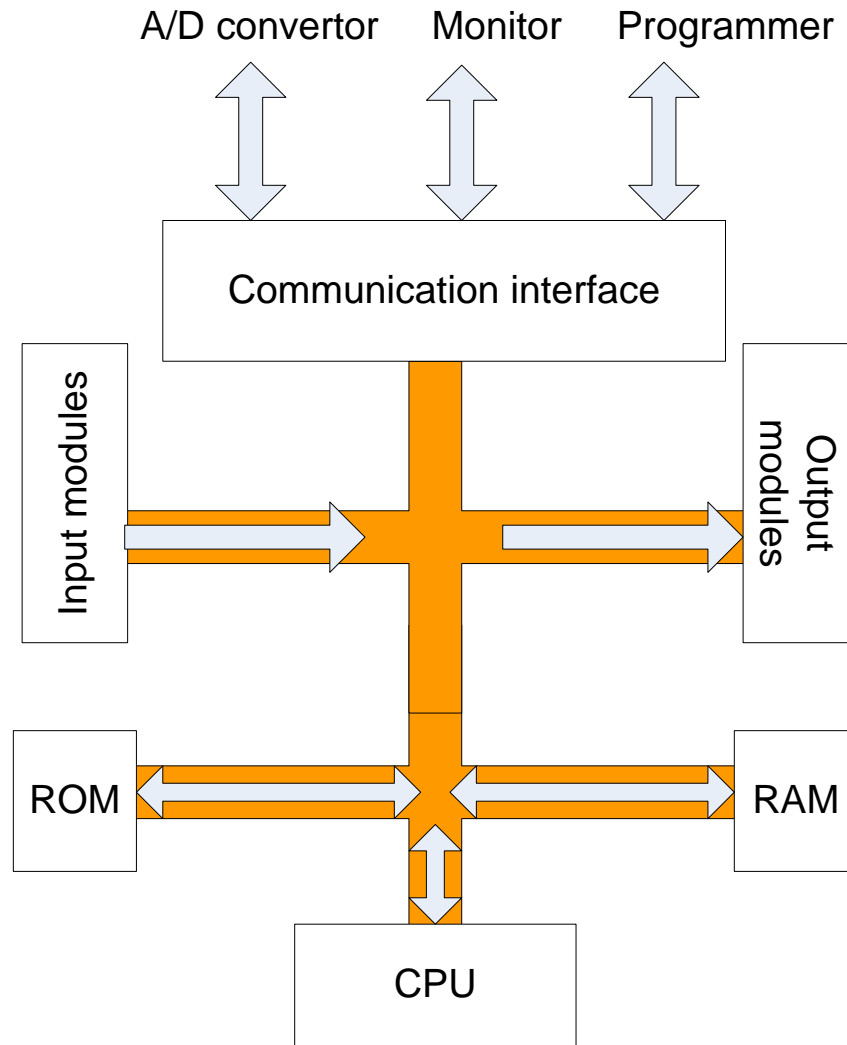 A/D convertor
Monitor
Programmer
Communication interface
Input modules
Output
modules
ROM
RAM
CPU